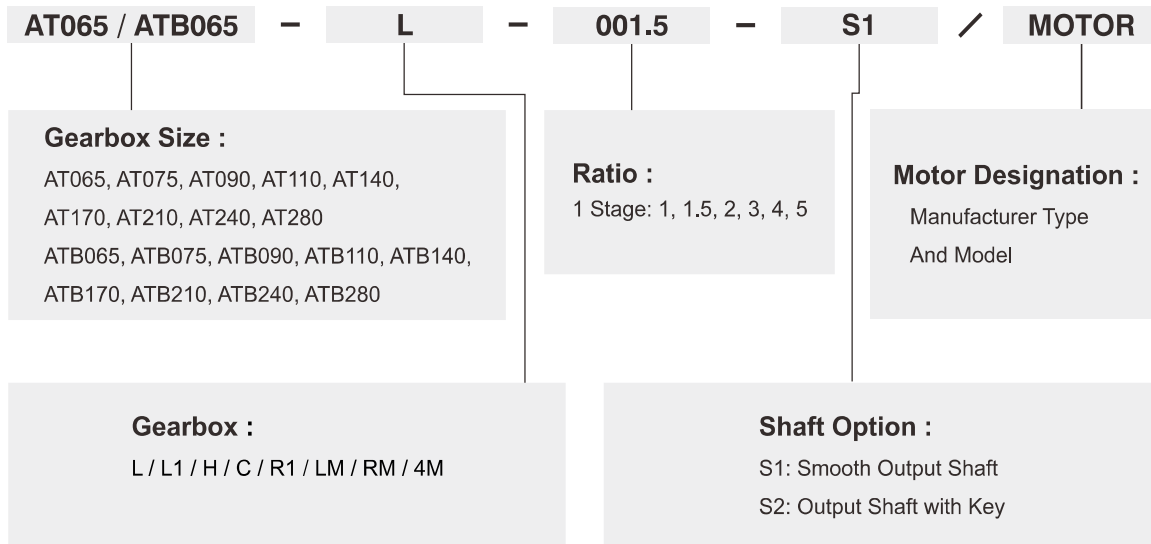 AT065 / ATB065 – L – 001.5 – S1 / MOTOR
Gearbox Size :
AT065, AT075, AT090, AT110, AT140,
AT170, AT210, AT240, AT280
ATB065, ATB075, ATB090, ATB110, ATB140,
ATB170, ATB210, ATB240, ATB280
Ratio :
1 Stage: 1, 1.5, 2, 3, 4, 5
Motor Designation :
Manufacturer Type
And Model
Gearbox :
L / L1 / H / C / R1 / LM / RM / 4M
Shaft Option :
S1: Smooth Output Shaft
S2: Output Shaft with Key